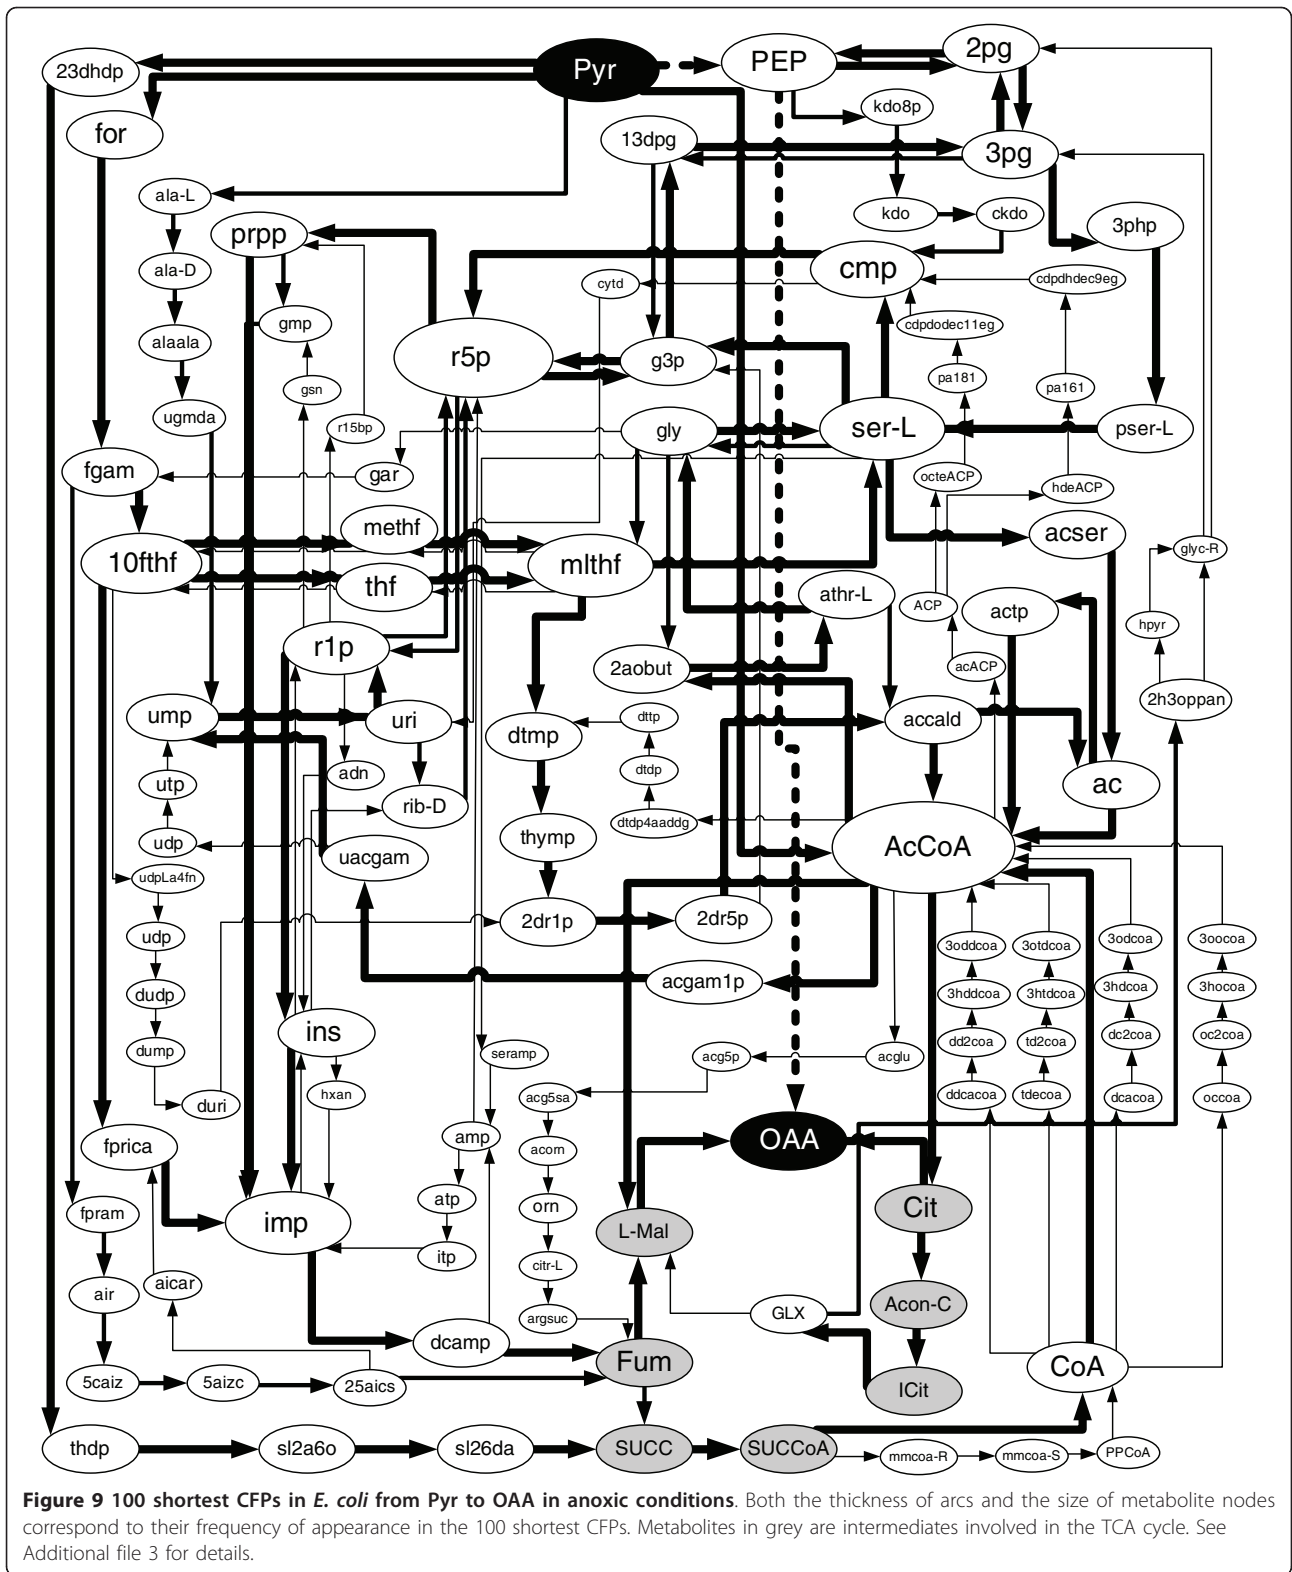 23dhdp
Pyr
PEP
2pg
for
kdo8p
13dpg
3pg
ala-L
kdo
ckdo
prpp
3php
ala-D
cmp
cytd
cdpdhdec9eg
gmp
cdpdodec11eg
alaala
r5p
g3p
gsn
pa181
pa161
ugmda
r15bp
gly
ser-L
pser-L
fgam
gar
octeACP
hdeACP
methf
acser
10fthf
mlthf
glyc-R
thf
athr-L
ACP
actp
hpyr
r1p
2aobut
acACP
2h3oppan
ump
uri
dttp
accald
dtmp
utp
adn
dtdp
ac
rib-D
dtdp4aaddg
udp
uacgam
thymp
AcCoA
udpLa4fn
2dr1p
2dr5p
udp
3oddcoa
3otdcoa
3odcoa
3oocoa
dudp
acgam1p
3hddcoa
3htdcoa
3hdcoa
3hocoa
ins
dump
seramp
acg5p
acglu
dd2coa
td2coa
dc2coa
oc2coa
duri
hxan
acg5sa
ddcacoa
tdecoa
dcacoa
occoa
fprica
amp
acorn
OAA
fpram
imp
atp
orn
L-Mal
Cit
itp
citr-L
air
aicar
argsuc
GLX
Acon-C
dcamp
Fum
CoA
5caiz
5aizc
25aics
ICit
thdp
sl2a6o
sl26da
SUCC
SUCCoA
mmcoa-R
mmcoa-S
PPCoA
Figure 9 100 shortest CFPs in E. coli from Pyr to OAA in anoxic conditions. Both the thickness of arcs and the size of metabolite nodes
correspond to their frequency of appearance in the 100 shortest CFPs. Metabolites in grey are intermediates involved in the TCA cycle. See
Additional file 3 for details.